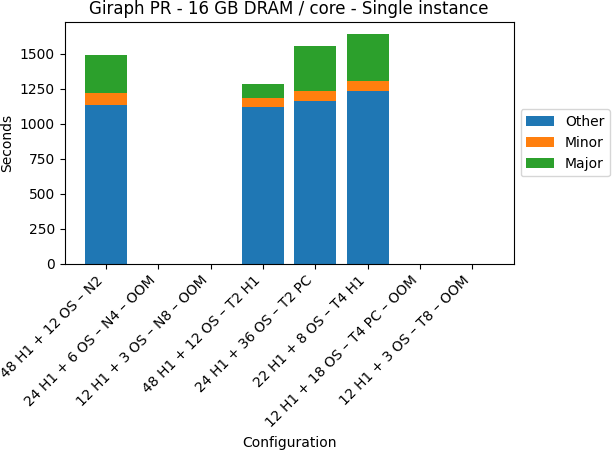 Giraph PR - 16 GB DRAM / core - Single instance
Seconds
1500
1250
1000
750
500
250
0
Other
Minor
Major
48 H1 + 12 OS – N2
24 H1 + 6 OS – N4 – OOM
12 H1 + 3 OS – N8 – OOM
48 H1 + 12 OS – T2 H1
24 H1 + 36 OS – T2 PC
22 H1 + 8 OS – T4 H1
12 H1 + 18 OS – T4 PC – OOM
12 H1 + 3 OS – T8 – OOM
Configuration